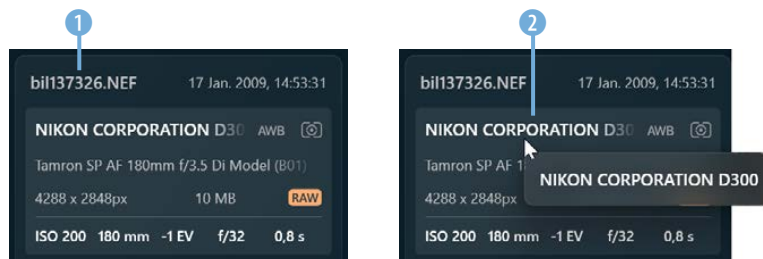 1
bil137326.NEF 17 Jan. 2009, 14:53:31
NIKON CORPORATION D30 AWB
Tamron SP AF 180mm f/3.5 Di Model (B01)
4288 x 2848px 10 MB RAW
ISO 200 180 mm -1 EV f/32 0,8 s
2
bil137326.NEF 17 Jan. 2009, 14:53:31
NIKON CORPORATION D30 AWB
Tamron SP AF 1
NIKON CORPORATION D300
4288 x 2848px
ISO 200 180 mm -1 EV f/32 0,8 s